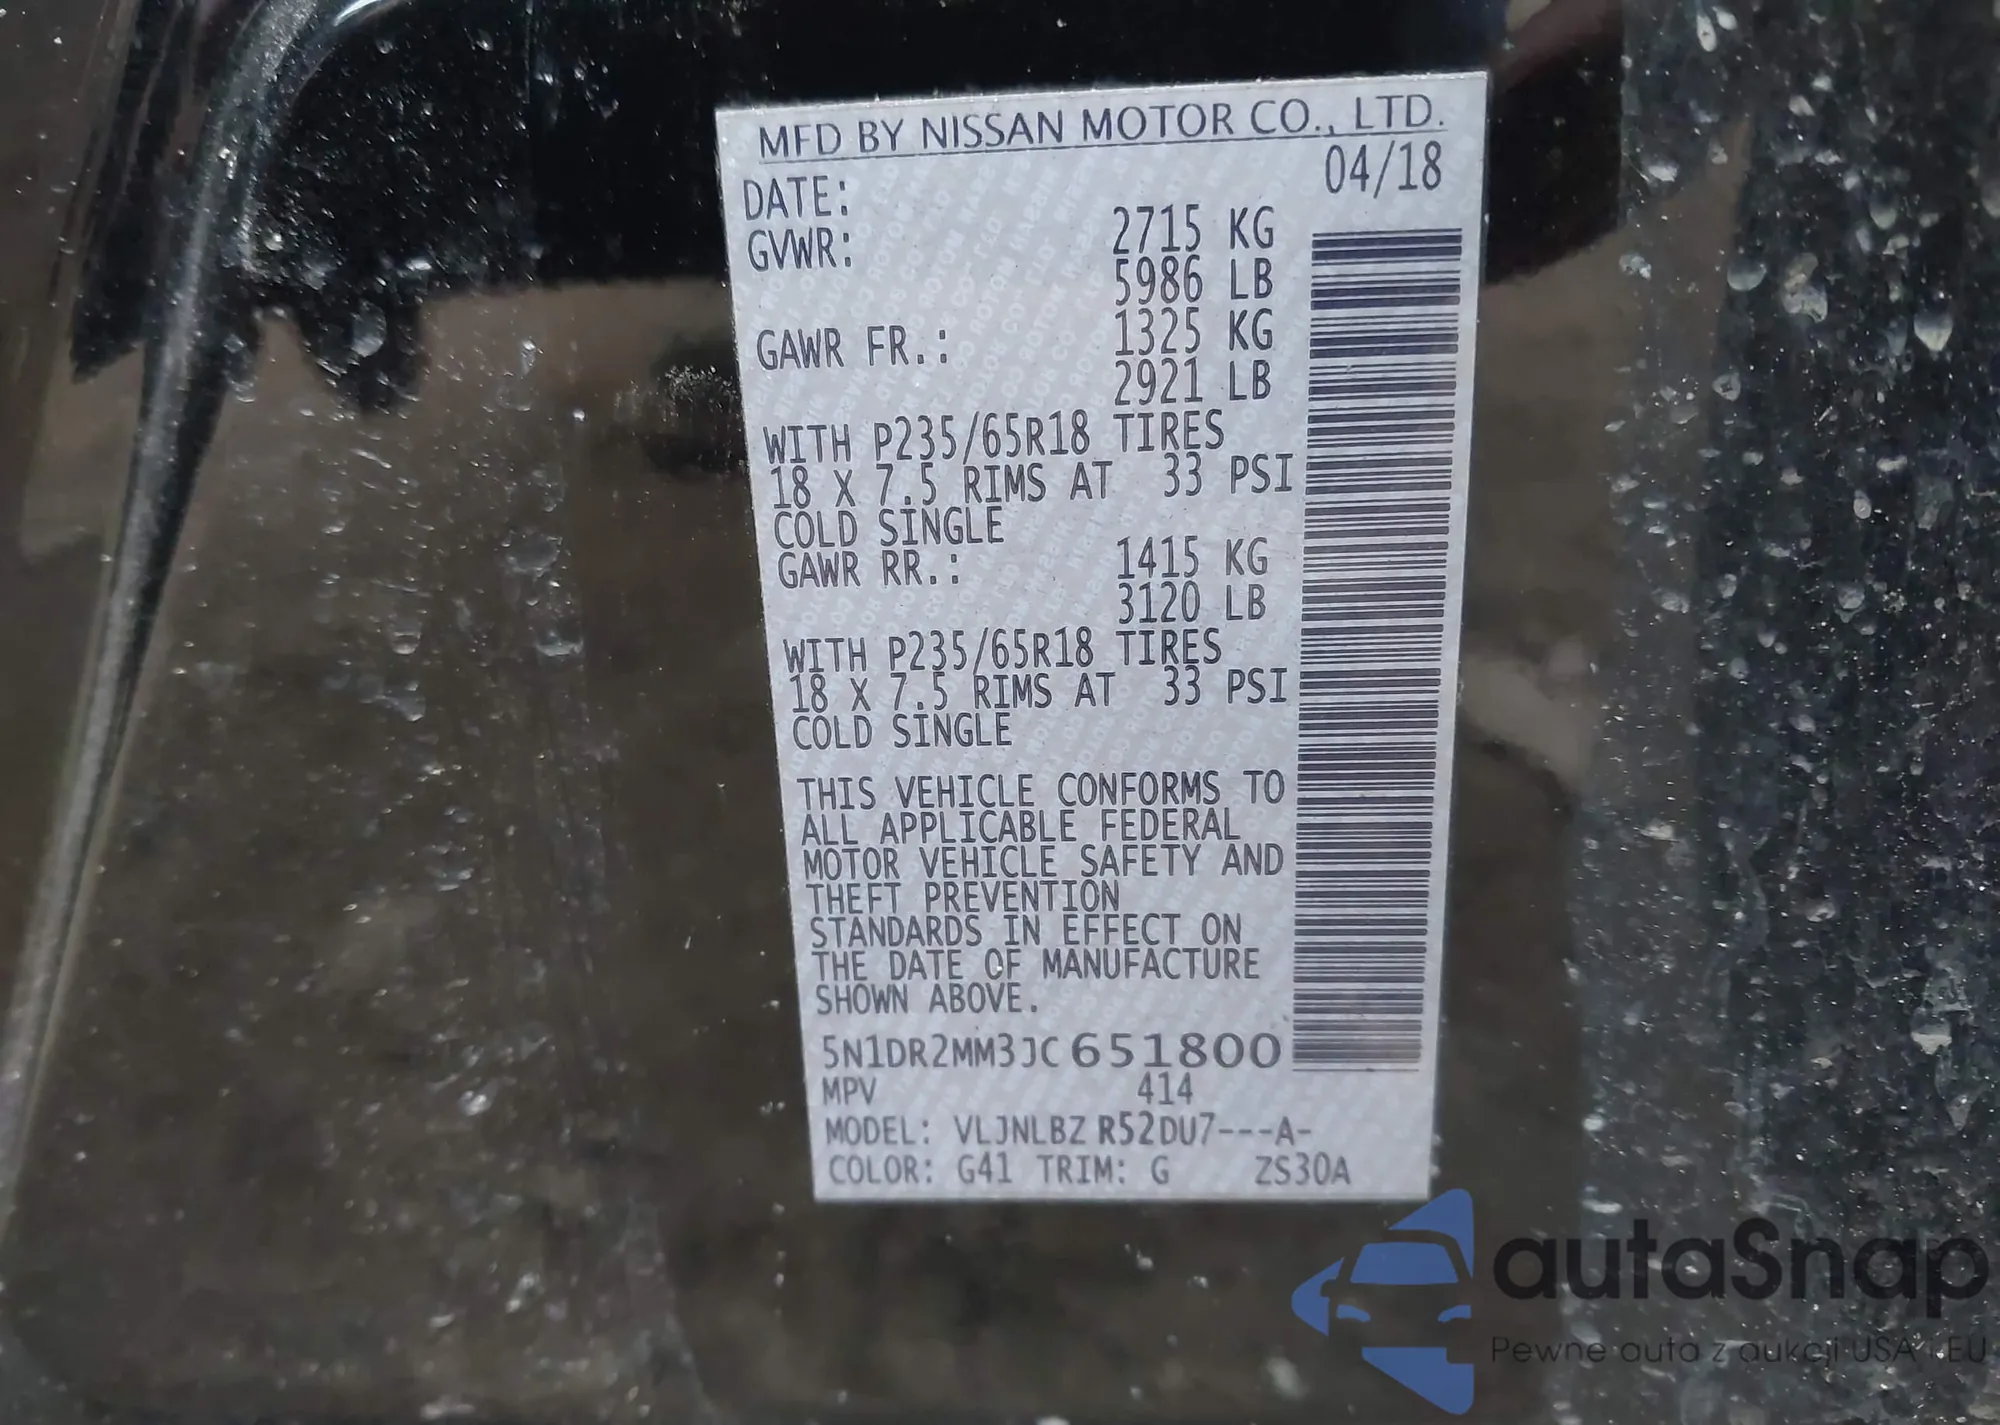 MFD BY NISSAN MOTOR CO., LTD.
DATE: 04/18
GVWR: 2715 KG
5986 LB
GAWR FR.: 1325 KG
2921 LB
WITH P235/65R18 TIRES
18 X 7.5 RIMS AT 33 PSI
COLD SINGLE
GAWR RR.: 1415 KG
3120 LB
WITH P235/65R18 TIRES
18 X 7.5 RIMS AT 33 PSI
COLD SINGLE
THIS VEHICLE CONFORMS TO
ALL APPLICABLE FEDERAL
MOTOR VEHICLE SAFETY AND
THEFT PREVENTION
STANDARDS IN EFFECT ON
THE DATE OF MANUFACTURE
SHOWN ABOVE.
5N1DR2MM3JC651800
MPV 414
MODEL: VLJNLBZ R52DU7---A-
COLOR: G41 TRIM: G ZS30A
autaSnap
Pewne auta z aukcji USA i EU